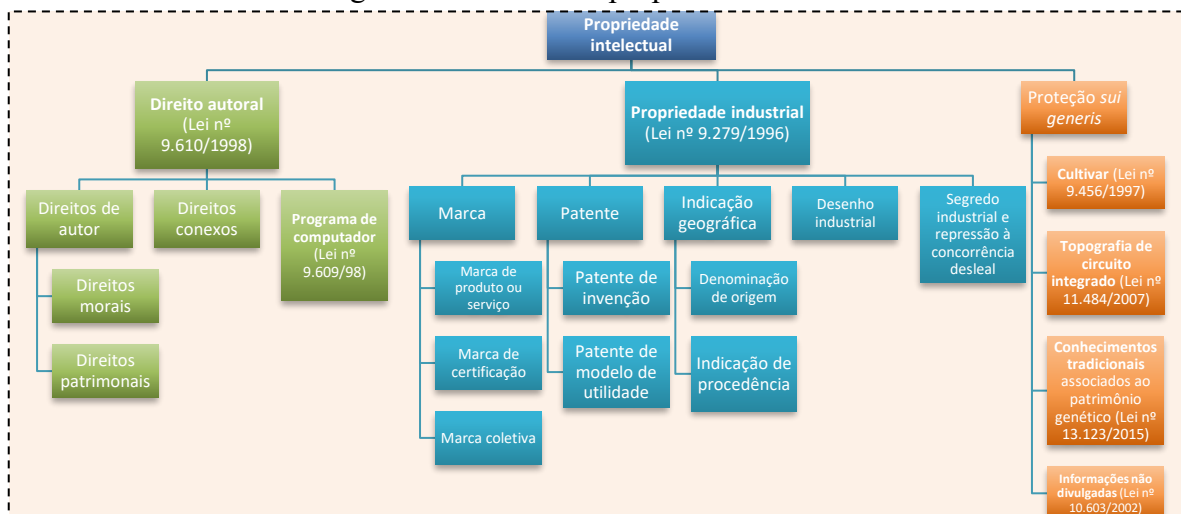 Propriedade
intelectual
Direito autoral
(Lei nº
9.610/1998)
Propriedade industrial
(Lei nº 9.279/1996)
Proteção sui
generis
Direitos de
autor
Direitos
conexos
Programa de
computador
(Lei nº
9.609/98)
Direitos
morais
Direitos
patrimonais
Marca
Patente
Indicação
geográfica
Desenho
industrial
Segredo
industrial e
repressão à
concorrência
desleal
Marca de
produto ou
serviço
Marca de
certificação
Marca coletiva
Patente de
invenção
Patente de
modelo de
utilidade
Denominação
de origem
Indicação de
procedência
Cultivar (Lei nº
9.456/1997)
Topografia de
circuito
integrado (Lei nº
11.484/2007)
Conhecimentos
tradicionais
associados ao
patrimônio
genético (Lei nº
13.123/2015)
Informações não
divulgadas (Lei nº
10.603/2002)